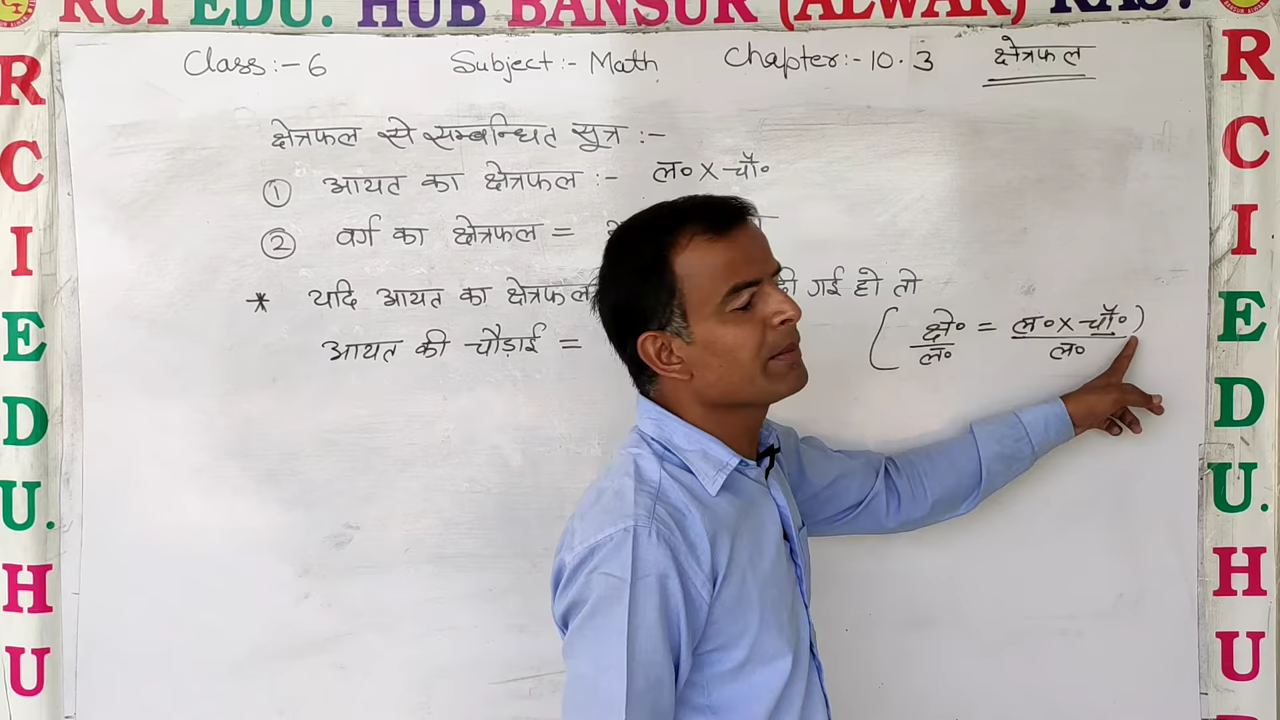 RCI EDU. HUB BANSUR (ALWAR) RAJ.
Class:- 6 Subject:- Math Chapter:- 10.3 क्षेत्रफल
क्षेत्रफल से सम्बन्धित सूत्र :-
① आयत का क्षेत्रफल :- ल० x चौ०
② वर्ग का क्षेत्रफल =
* यदि आयत का क्षेत्रफल गई हो तो
आयत की चौड़ाई = ( क्षे०/ल० = ल० x चौ०/ल० )
R
C
I
E
D
U.
H
U
R
C
I
E
D
U.
H
U